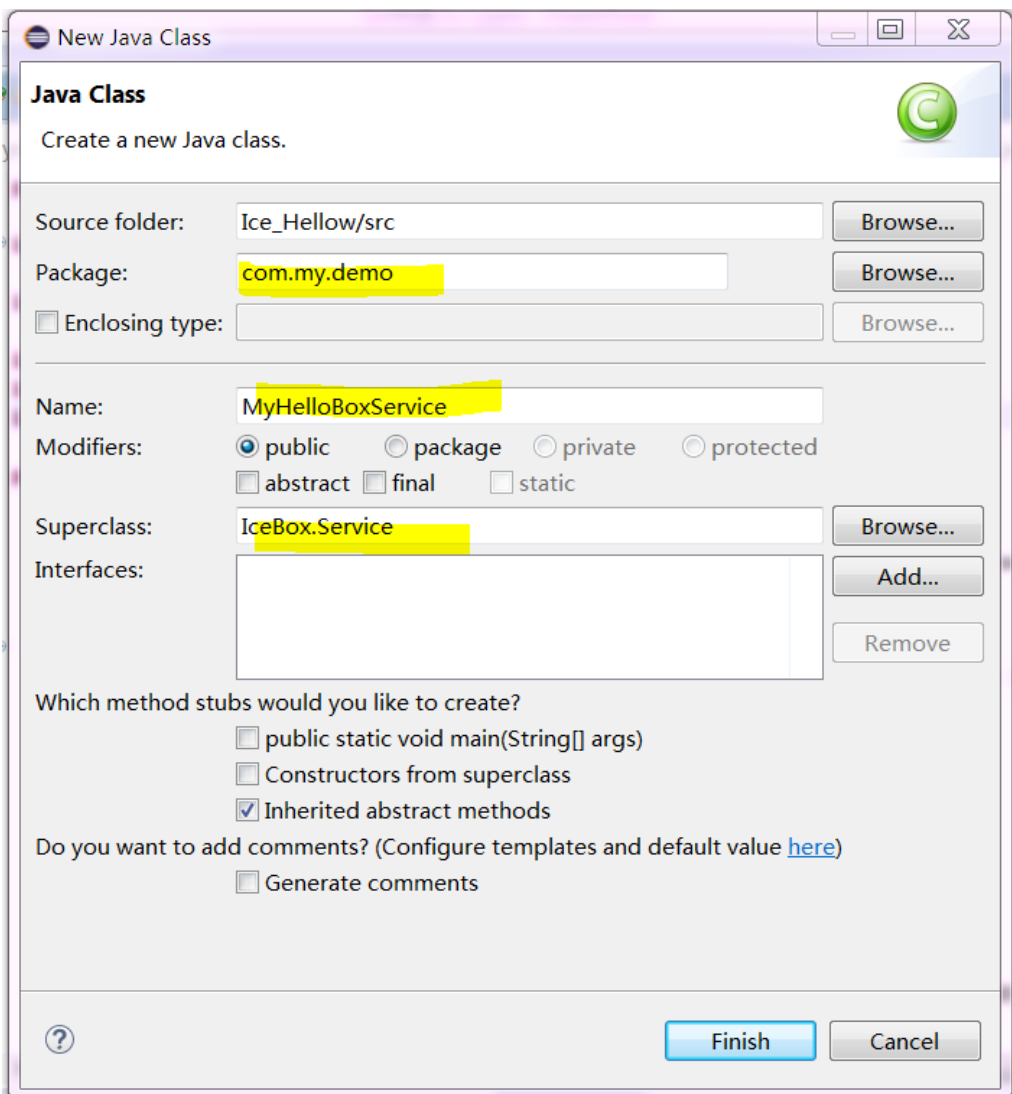 New Java Class
Java Class
Create a new Java class.
Source folder: Ice_Hellow/src Browse...
Package: com.my.demo Browse...
Enclosing type: Browse...
Name: MyHelloBoxService
Modifiers: public package private protected
abstract final static
Superclass: IceBox.Service Browse...
Interfaces: Add...
Remove
Which method stubs would you like to create?
public static void main(String[] args)
Constructors from superclass
Inherited abstract methods
Do you want to add comments? (Configure templates and default value here)
Generate comments
? Finish Cancel